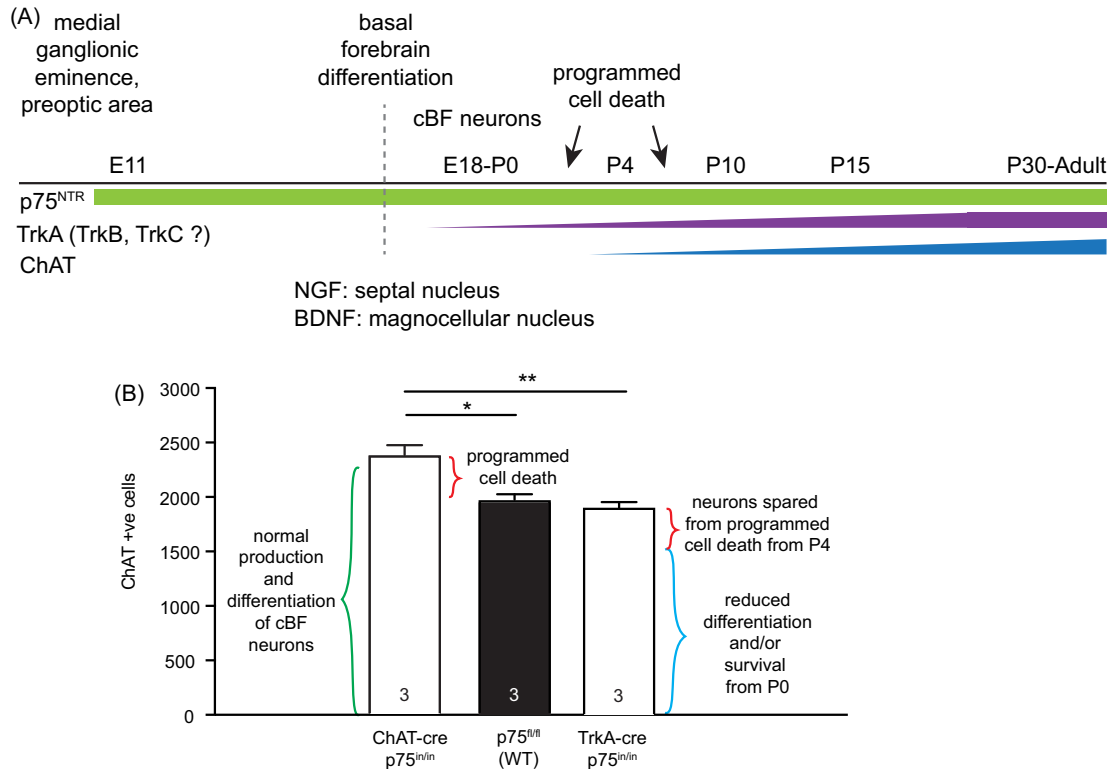 (A)
medial
ganglionic
eminence,
preoptic area
basal
forebrain
differentiation
programmed
cell death
cBF neurons
E11
E18-P0
P4
P10
P15
P30-Adult
p75NTR
TrkA (TrkB, TrkC ?)
ChAT
NGF: septal nucleus
BDNF: magnocellular nucleus
(B)
ChAT +ve cells
3000
2500
2000
1500
1000
500
0
**
*
programmed
cell death
normal
production
and
differentiation
of cBF
neurons
neurons spared
from programmed
cell death from P4
reduced
differentiation
and/or
survival
from P0
3
3
3
ChAT-cre
p75in/in
p75fl/fl
(WT)
TrkA-cre
p75in/in